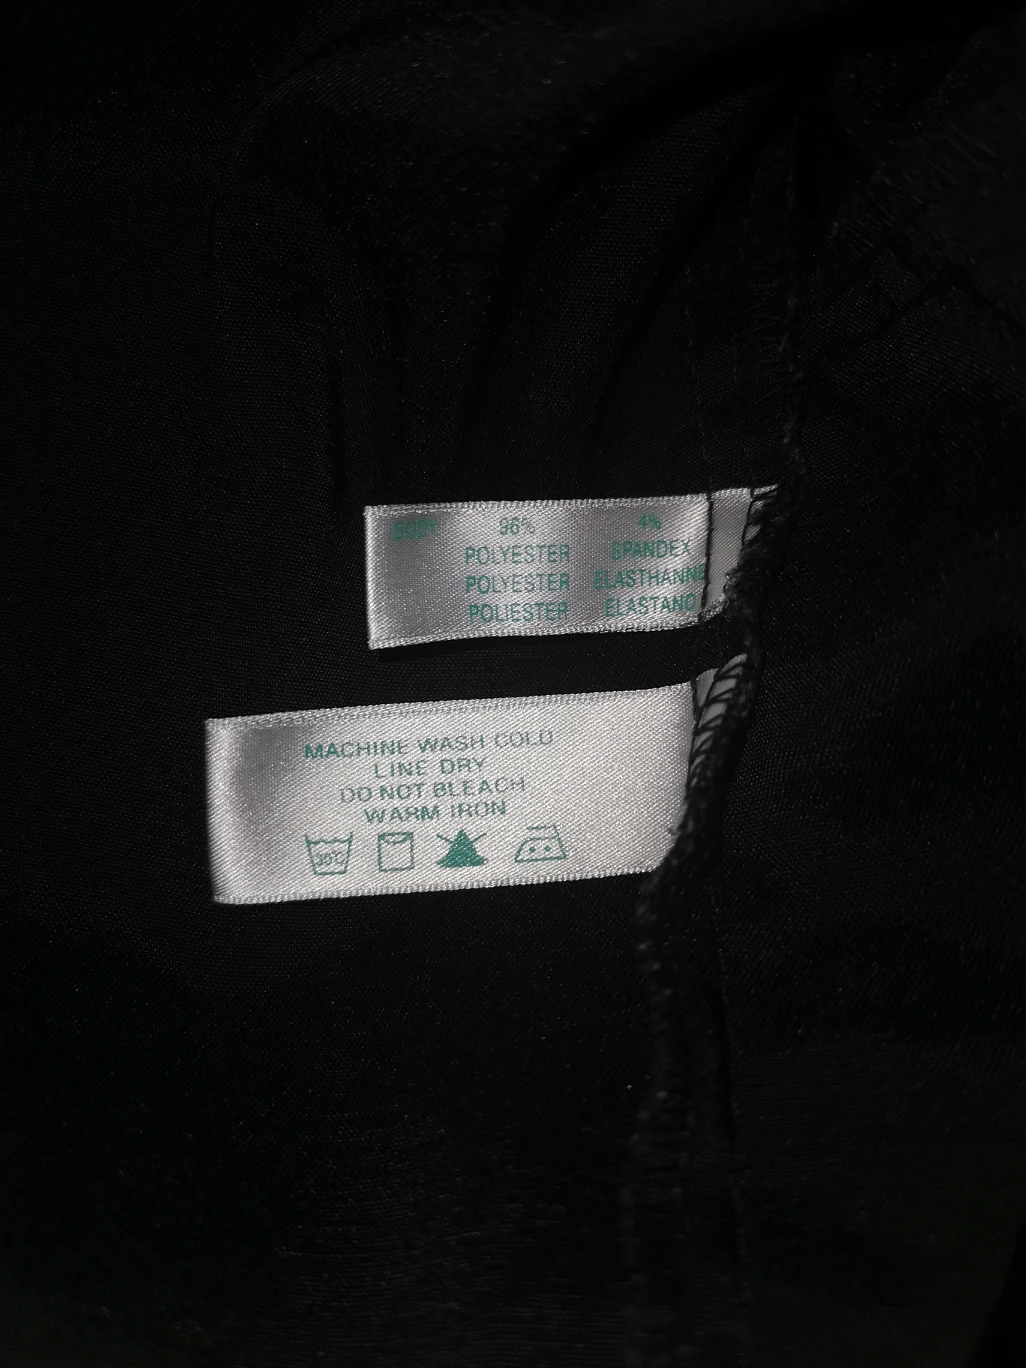 BODY 96% 4%
POLYESTER SPANDEX
POLYESTER ELASTHANNE
POLIESTER ELASTANO
MACHINE WASH COLD
LINE DRY
DO NOT BLEACH
WARM IRON
30°C